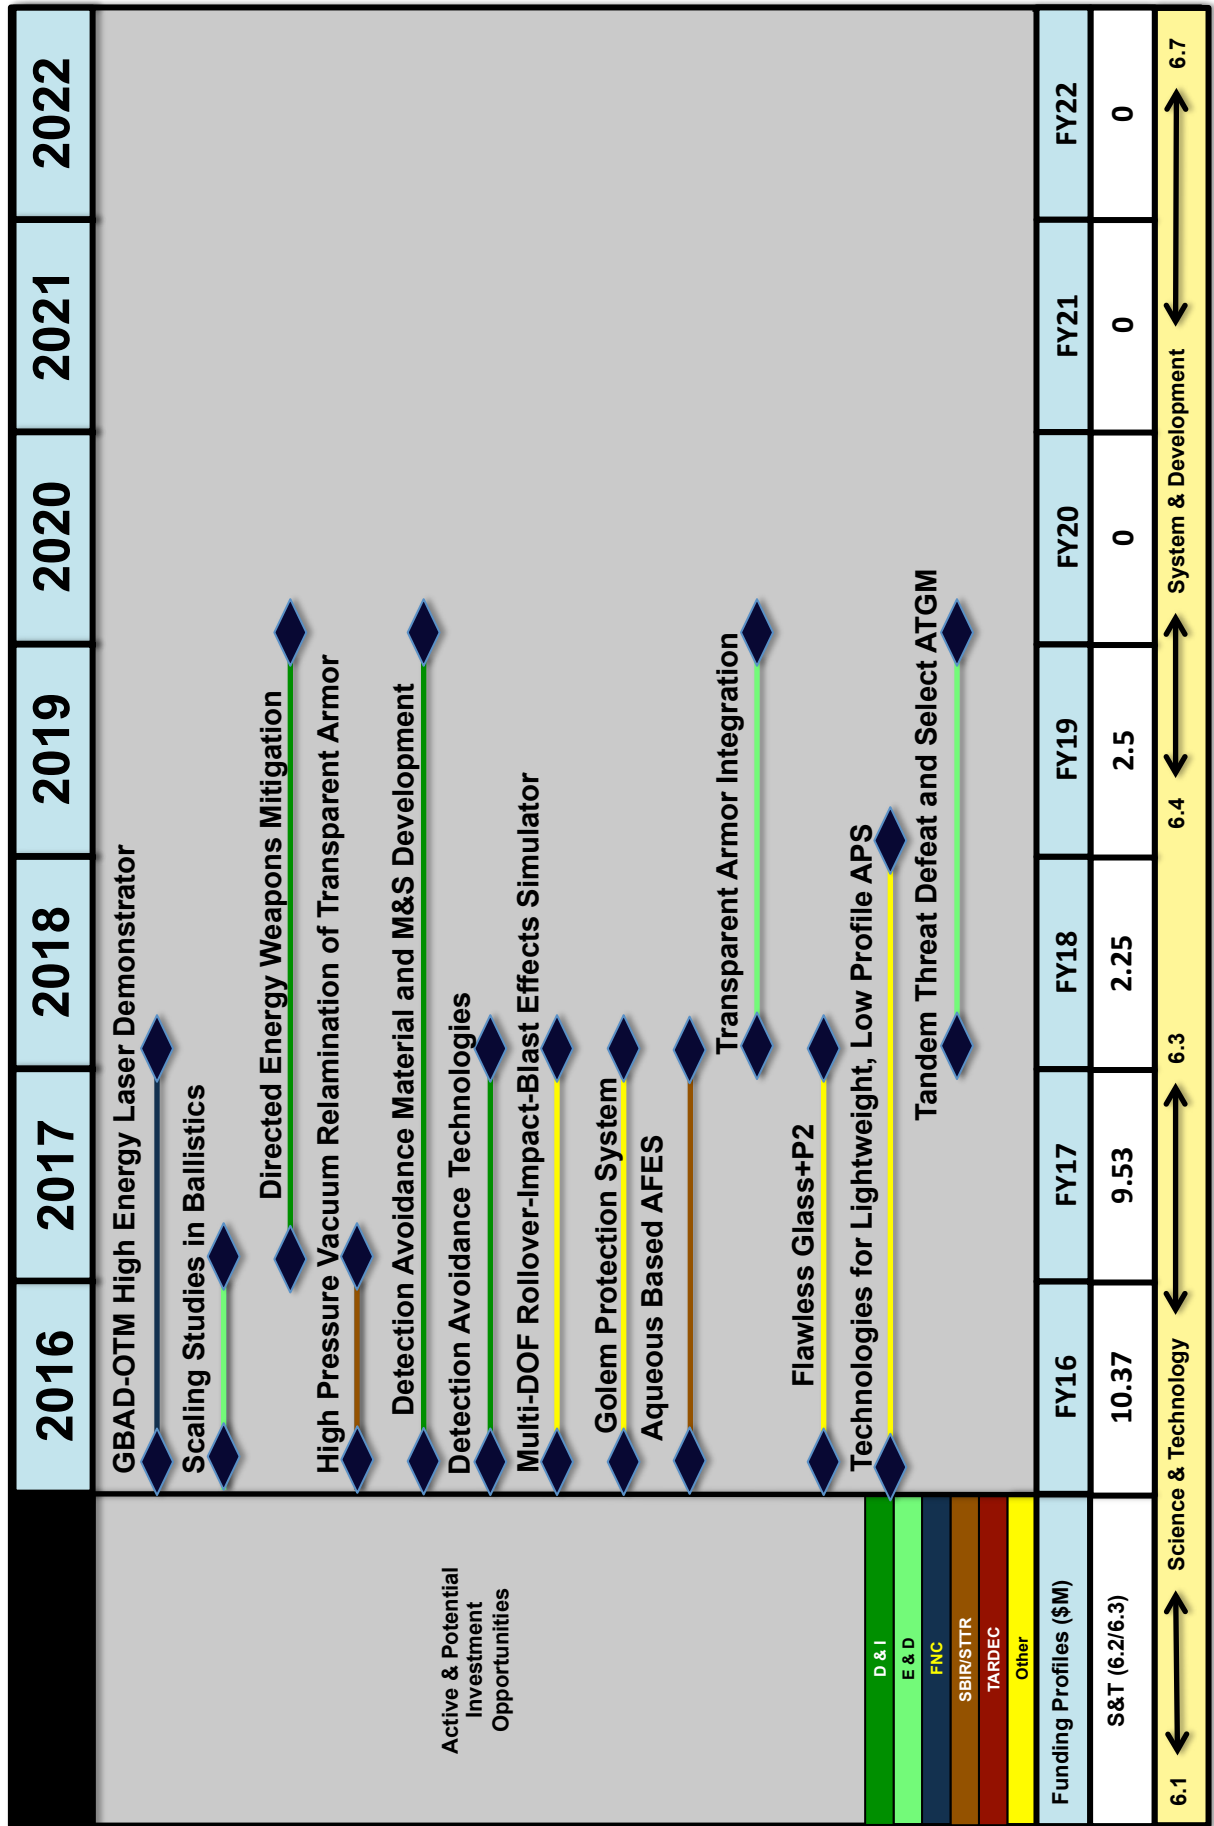 2016 2017 2018 2019 2020 2021 2022
GBAD-OTM High Energy Laser Demonstrator
Scaling Studies in Ballistics
Directed Energy Weapons Mitigation
High Pressure Vacuum Relamination of Transparent Armor
Detection Avoidance Material and M&S Development
Detection Avoidance Technologies
Multi-DOF Rollover-Impact-Blast Effects Simulator
Golem Protection System
Aqueous Based AFES
Transparent Armor Integration
Flawless Glass+P2
Technologies for Lightweight, Low Profile APS
Tandem Threat Defeat and Select ATGM
Active & Potential
Investment
Opportunities
D & I
E & D
FNC
SBIR/STTR
TARDEC
Other
Funding Profiles ($M) FY16 FY17 FY18 FY19 FY20 FY21 FY22
S&T (6.2/6.3) 10.37 9.53 2.25 2.5 0 0 0
6.1 Science & Technology 6.3 6.4 System & Development 6.7